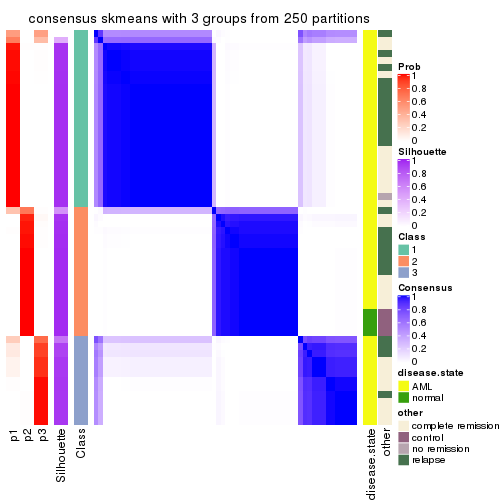 consensus skmeans with 3 groups from 250 partitions
Prob
1
0.8
0.6
0.4
0.2
0
Silhouette
1
0.8
0.6
0.4
0.2
0
Class
1
2
3
Consensus
1
0.8
0.6
0.4
0.2
0
disease.state
AML
normal
other
complete remission
control
no remission
relapse
p1
p2
p3
Silhouette
Class
disease.state
other